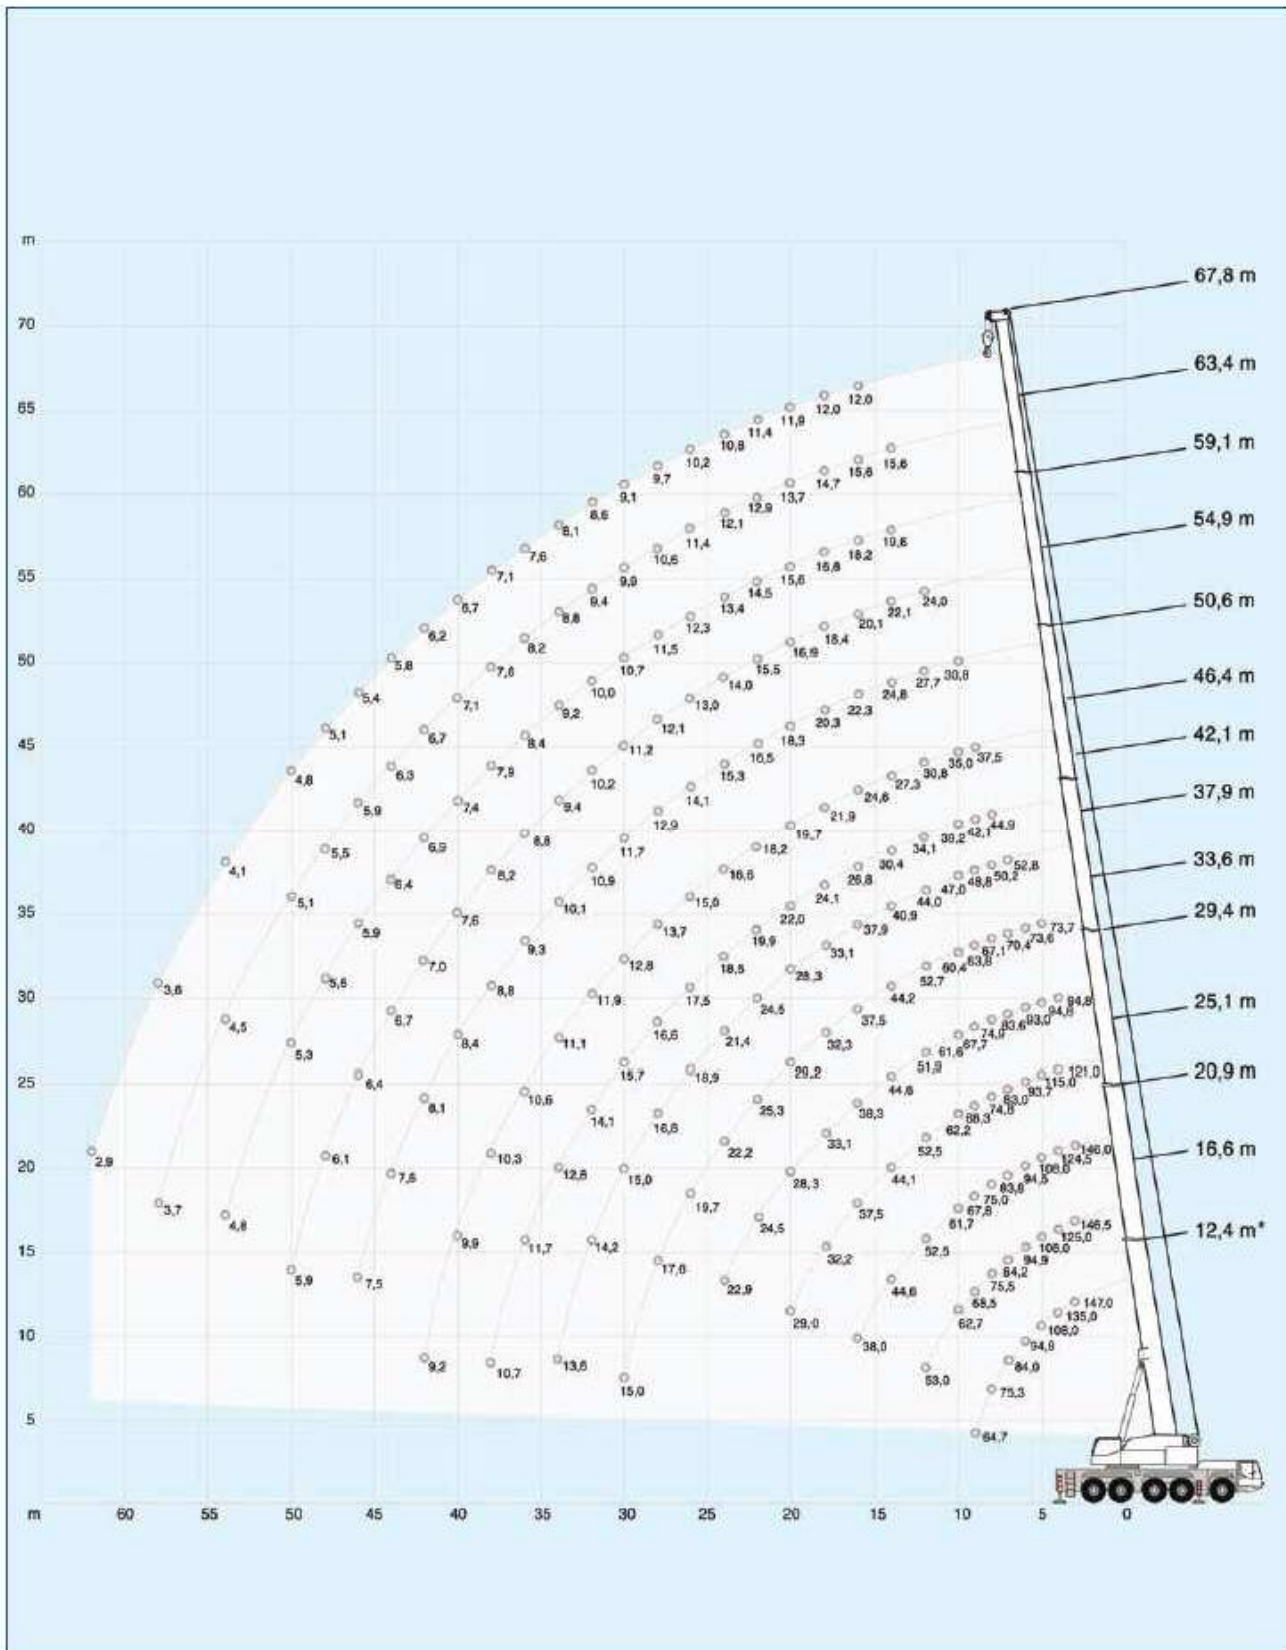 m
70
65
60
55
50
45
40
35
30
25
20
15
10
5
m 60 55 50 45 40 35 30 25 20 15 10 5 0
67,8 m
63,4 m
59,1 m
54,9 m
50,6 m
46,4 m
42,1 m
37,9 m
33,6 m
29,4 m
25,1 m
20,9 m
16,6 m
12,4 m*
2,9 3,6 4,1 4,8 5,1 5,4 5,8 6,2 6,7 7,1 7,6 8,1 8,6 9,1 9,7 10,2 10,8 11,4 11,9 12,0 12,0
3,7 4,5 5,1 5,5 5,9 6,3 6,7 7,1 7,6 8,2 8,8 9,4 9,9 10,6 11,4 12,1 12,9 13,7 14,7 15,6 15,6
4,8 5,3 5,6 5,9 6,4 6,9 7,4 7,9 8,4 9,2 10,0 10,7 11,5 12,3 13,4 14,5 15,6 16,8 18,2 19,8
5,9 6,1 6,4 6,7 7,0 7,6 8,2 8,8 9,4 10,2 11,2 12,1 13,0 14,0 15,5 16,9 18,4 20,1 22,1 24,0
7,5 7,6 8,1 8,4 8,8 9,3 10,1 10,9 11,7 12,9 14,1 15,3 16,5 18,3 20,3 22,3 24,8 27,7 30,8
9,2 9,9 10,3 10,6 11,1 11,9 12,8 13,7 15,0 16,6 18,2 19,7 21,9 24,6 27,3 30,8 35,0 37,5
10,7 11,7 12,8 14,1 15,7 16,6 17,5 18,5 19,9 22,0 24,1 26,8 30,4 34,1 39,2 42,1 44,9
13,6 14,2 15,0 16,8 18,9 21,4 24,5 28,3 33,1 37,9 40,9 44,0 47,0 48,8 50,2 52,8
15,0 17,6 19,7 22,2 25,3 29,2 32,3 37,5 44,2 52,7 60,4 63,8 67,1 70,4 73,6 73,7
22,9 24,5 28,3 33,1 38,3 44,6 51,9 61,6 67,7 74,9 83,6 93,0 94,8 94,8
29,0 32,2 37,5 44,1 52,5 62,2 68,3 74,8 83,0 93,7 115,0 121,0
38,0 44,6 52,5 61,7 67,8 75,0 83,8 94,5 108,0 124,5 146,0
53,0 62,7 68,5 75,5 84,2 94,9 108,0 125,0 146,5
64,7 75,3 84,9 94,8 108,0 135,0 147,0